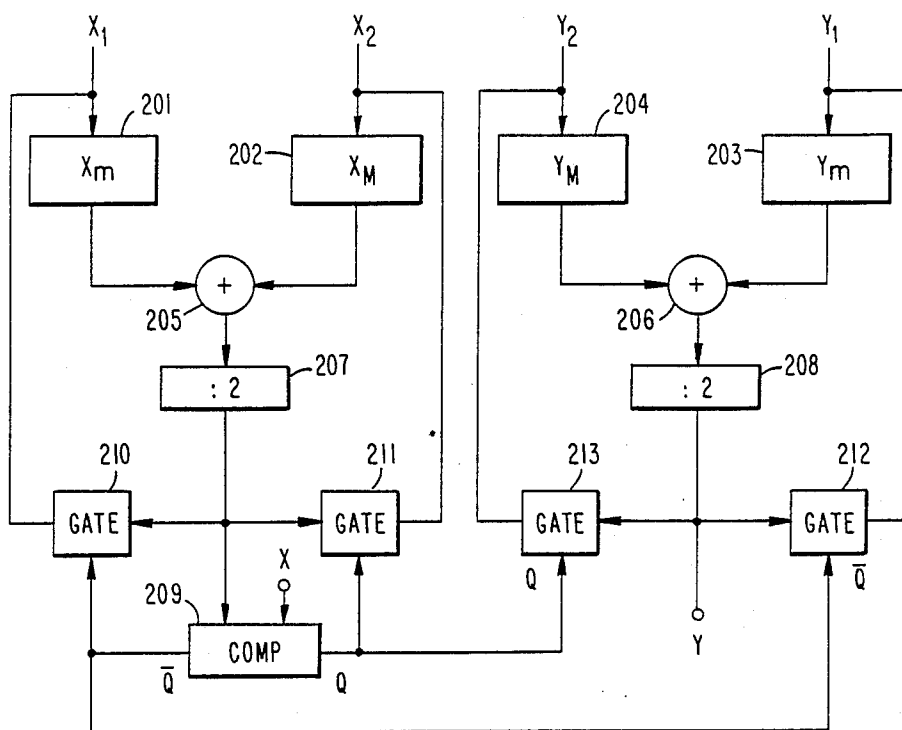 X₁ X₂ Y₂ Y₁
201 204
202 203
Xm XM YM Ym
+ +
205 206
207 208
: 2 : 2
210 211 213 212
GATE GATE GATE GATE
X Q Q̅
209
COMP Y
Q̅ Q